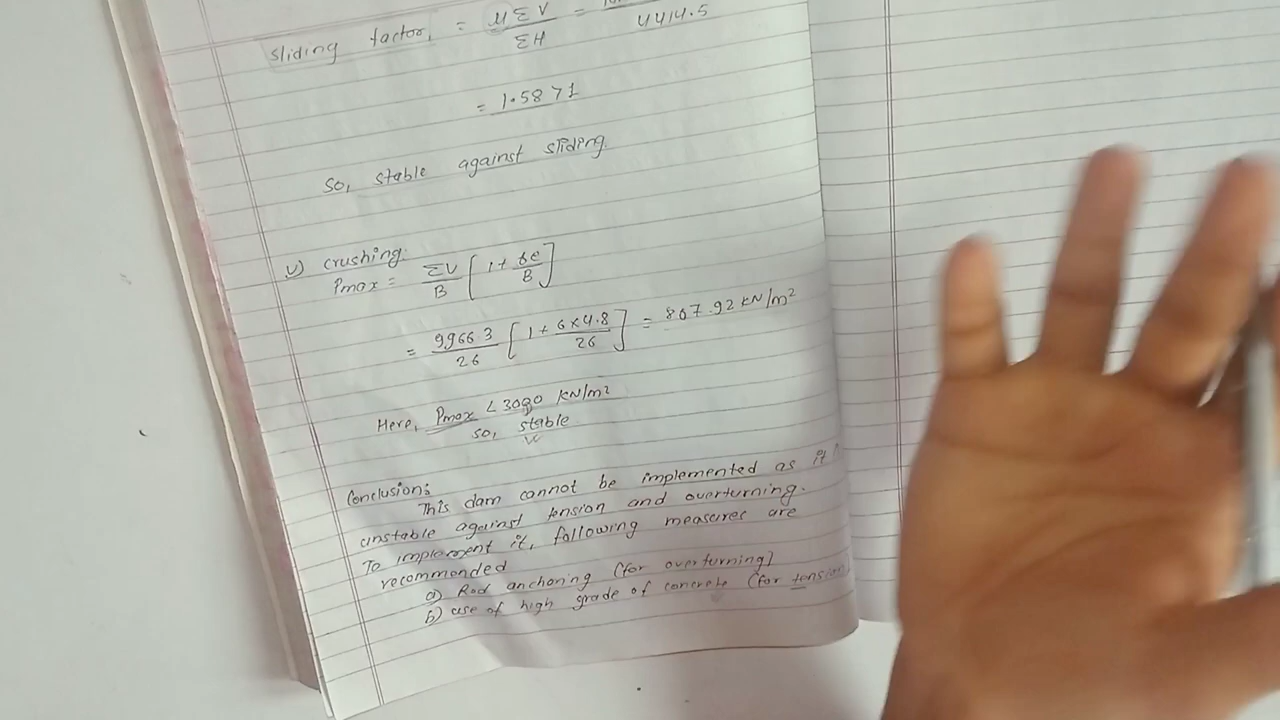 sliding factor, = μΣV / ΣH = / 4414.5
= 1.58 > 1
so, stable against sliding.
v) crushing:
Pmax = ΣV/B [1 + 6e/B]
= 9966.3/26 [1 + 6×4.8/26] = 807.92 KN/m²
Here, Pmax < 3000 KN/m²
so, stable
Conclusion:
This dam cannot be implemented as it
unstable against tension and overturning.
To implement it, following measures are
recommended
a) Rod anchoring (for overturning)
b) use of high grade of concrete (for tension